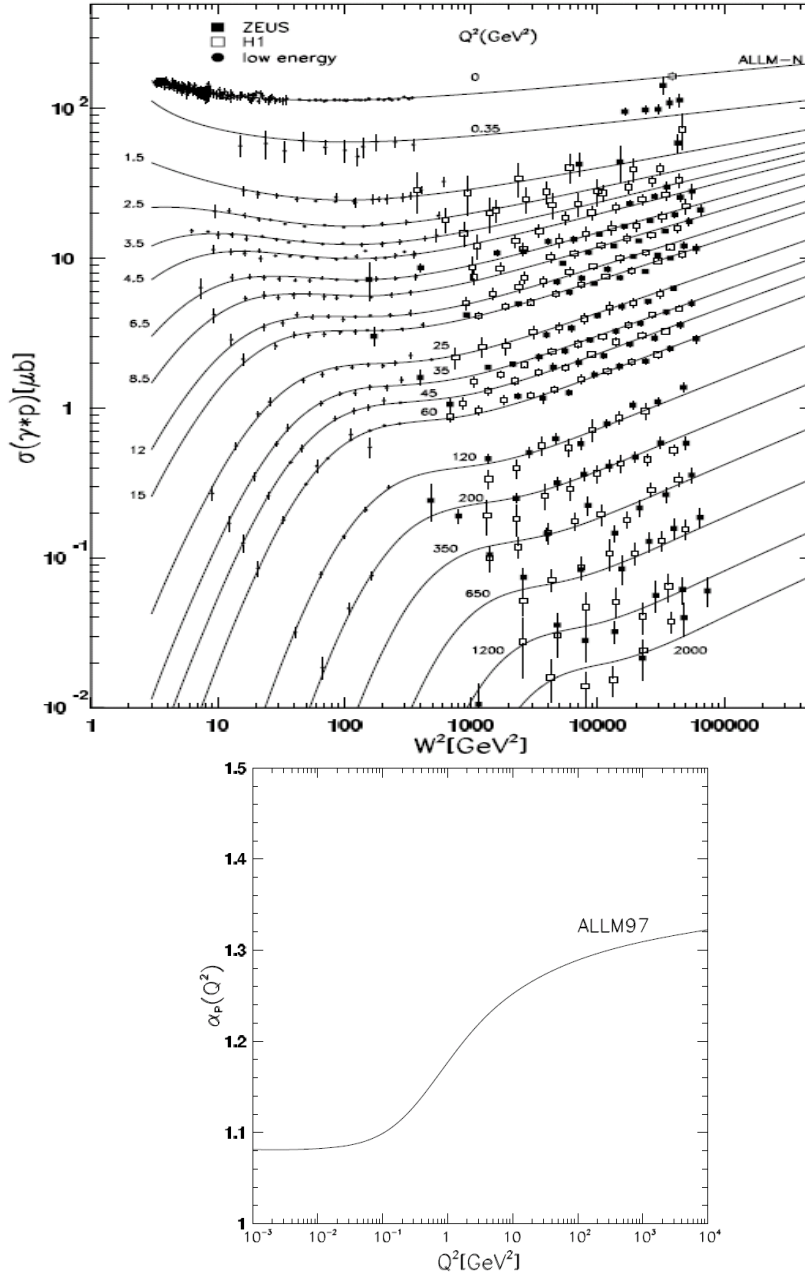 ZEUS
H1
low energy
Q²(GeV²)
ALLM-N
0
0.35
1.5
2.5
3.5
4.5
6.5
8.5
12
15
25
35
45
60
120
200
350
650
1200
2000
10²
10
1
10⁻¹
10⁻²
σ(γ*p)[μb]
1 10 100 1000 10000 100000
W²[GeV²]
1.5
1.4
1.3
1.2
1.1
1
ALLM97
α_P(Q²)
10⁻³ 10⁻² 10⁻¹ 1 10 10² 10³ 10⁴
Q²[GeV²]